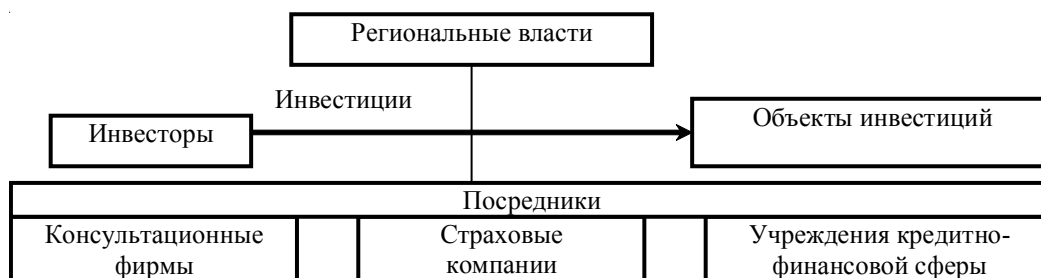 Региональные власти
Инвестиции
Инвесторы
Объекты инвестиций
Посредники
Консультационные
фирмы
Страховые
компании
Учреждения кредитно-
финансовой сферы